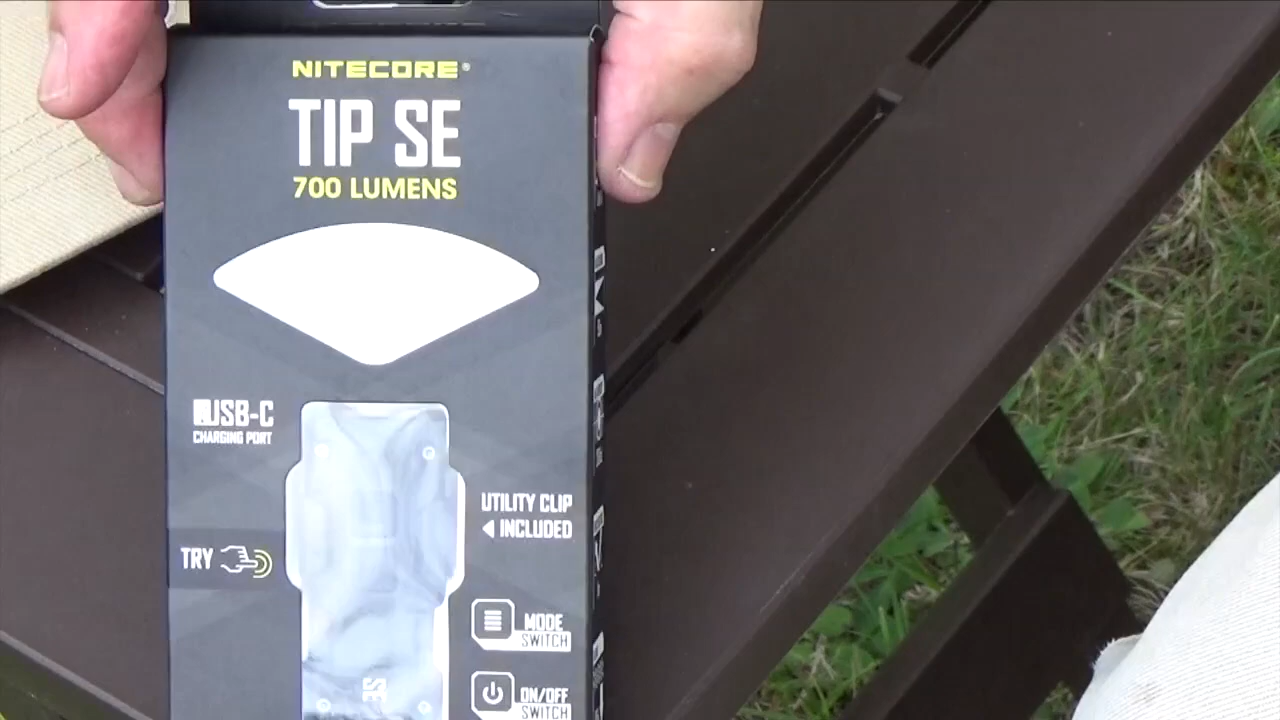 NITECORE®
TIP SE
700 LUMENS
USB-C
CHARGING PORT
UTILITY CLIP
INCLUDED
TRY
MODE
SWITCH
ON/OFF
SWITCH